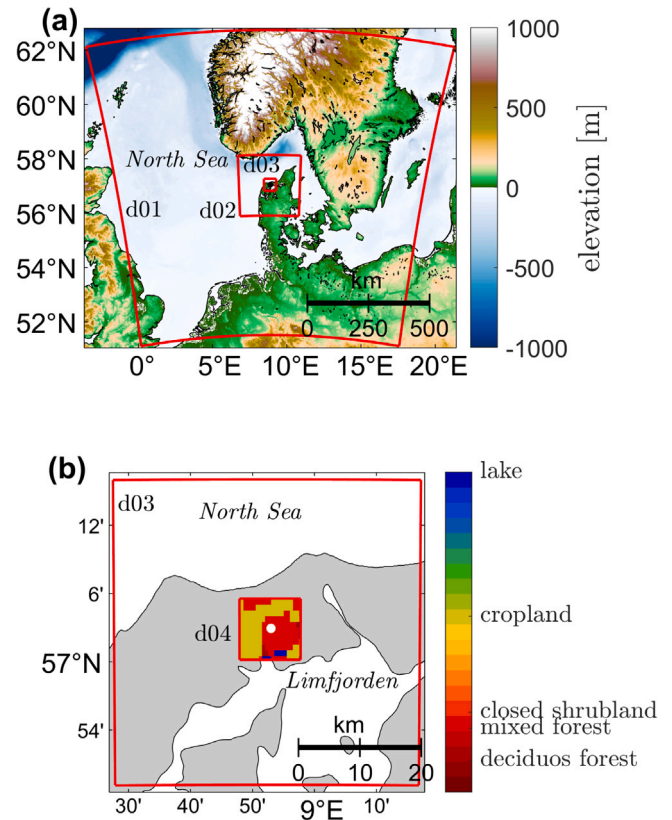 (a)
62°N
60°N
58°N
56°N
54°N
52°N
North Sea
d03
d01
d02
km
0 250 500
0° 5°E 10°E 15°E 20°E
1000
500
0
-500
-1000
elevation [m]
(b)
d03
North Sea
12'
6'
57°N
54'
d04
Limfjorden
km
0 10 20
30' 40' 50' 9°E 10'
lake
cropland
closed shrubland
mixed forest
deciduos forest